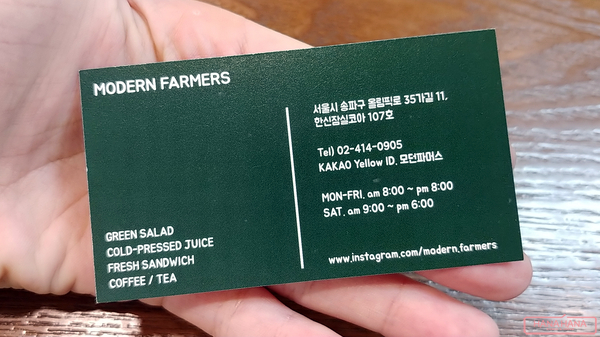 MODERN FARMERS
GREEN SALAD
COLD-PRESSED JUICE
FRESH SANDWICH
COFFEE / TEA
서울시 송파구 올림픽로 35가길 11,
한신잠실코아 107호
Tel) 02-414-0905
KAKAO Yellow ID. 모던파머스
MON-FRI. am 8:00 ~ pm 8:00
SAT. am 9:00 ~ pm 6:00
www.instagram.com/modern.farmers